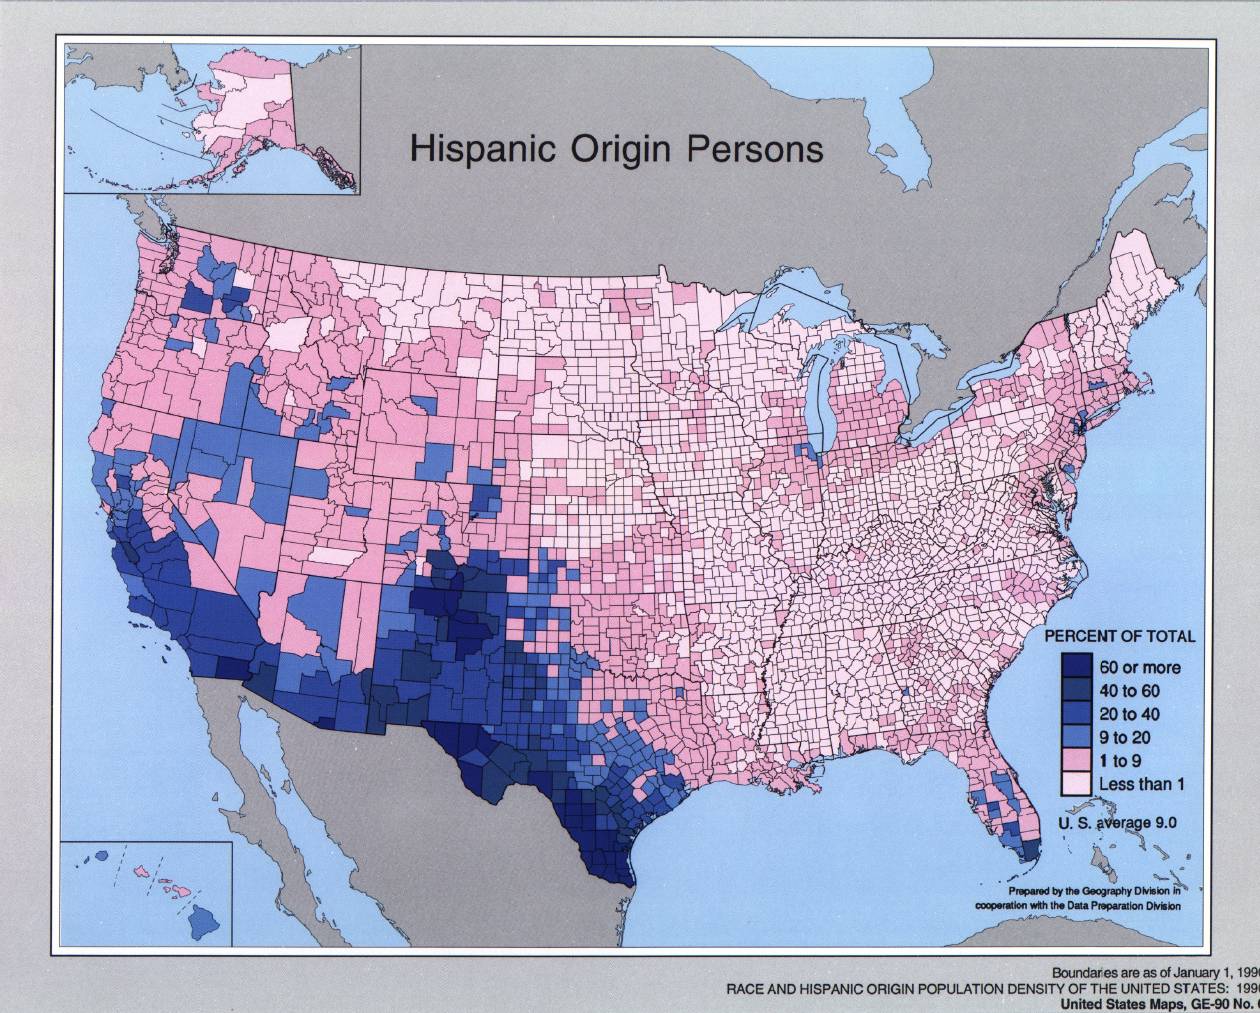 Hispanic Origin Persons
PERCENT OF TOTAL
60 or more
40 to 60
20 to 40
9 to 20
1 to 9
Less than 1
U. S. average 9.0
Prepared by the Geography Division in
cooperation with the Data Preparation Division
Boundaries are as of January 1, 199
RACE AND HISPANIC ORIGIN POPULATION DENSITY OF THE UNITED STATES: 199
United States Maps, GE-90 No.